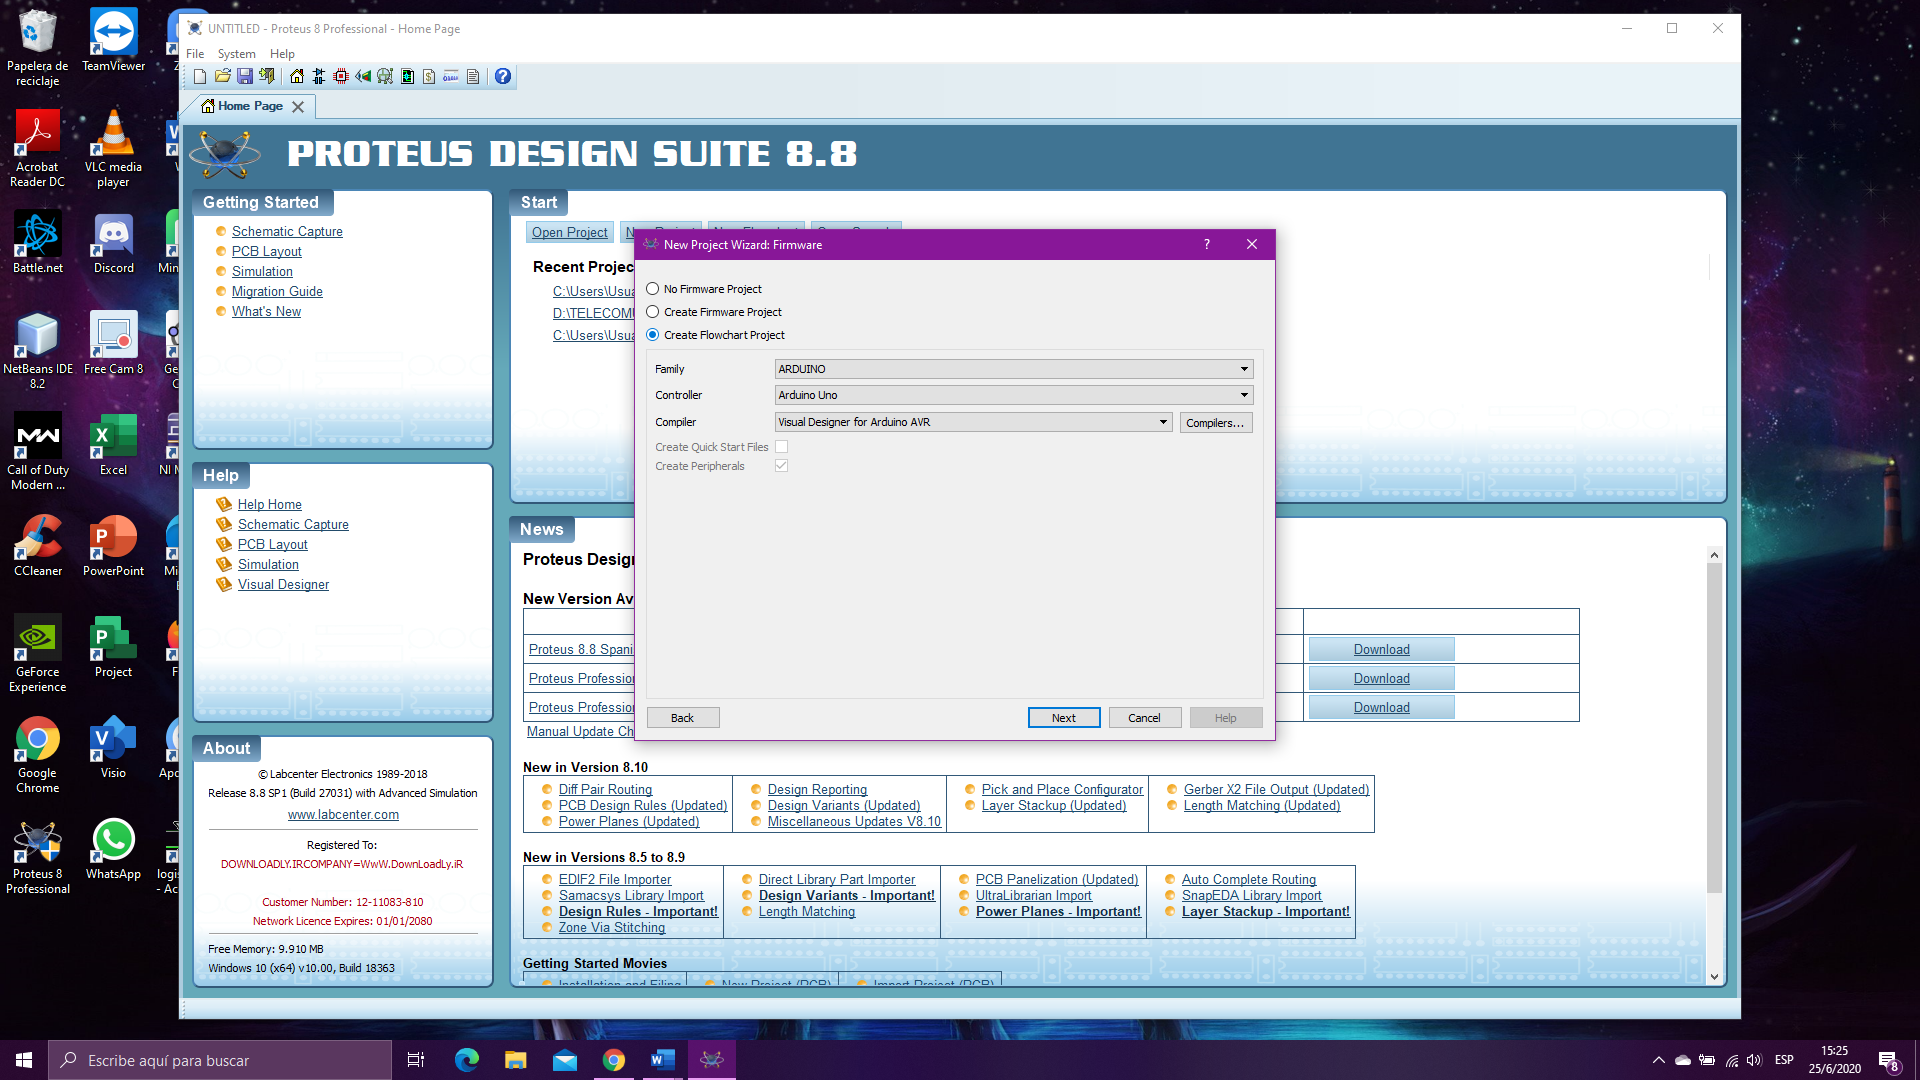 Papelera de
reciclaje
TeamViewer
Acrobat
Reader DC
VLC media
player
Battle.net
Discord
NetBeans IDE
8.2
Free Cam 8
Call of Duty
Modern ...
Excel
CCleaner
PowerPoint
GeForce
Experience
Project
Google
Chrome
Visio
Proteus 8
Professional
WhatsApp
UNTITLED - Proteus 8 Professional - Home Page
File System Help
Home Page
PROTEUS DESIGN SUITE 8.8
Getting Started
Schematic Capture
PCB Layout
Simulation
Migration Guide
What's New
Help
Help Home
Schematic Capture
PCB Layout
Simulation
Visual Designer
About
© Labcenter Electronics 1989-2018
Release 8.8 SP1 (Build 27031) with Advanced Simulation
www.labcenter.com
Registered To:
DOWNLOADLY.IRCOMPANY=WwW.DownLoadLy.iR
Customer Number: 12-11083-810
Network Licence Expires: 01/01/2080
Free Memory: 9.910 MB
Windows 10 (x64) v10.00, Build 18363
Start
Open Project
Recent Projec
C:\Users\Usua
D:\TELECOMU
C:\Users\Usua
New Project Wizard: Firmware
No Firmware Project
Create Firmware Project
Create Flowchart Project
Family ARDUINO
Controller Arduino Uno
Compiler Visual Designer for Arduino AVR Compilers...
Create Quick Start Files
Create Peripherals
Back Next Cancel Help
News
Proteus Desig
New Version Av
Proteus 8.8 Spani Download
Proteus Professio Download
Proteus Professio Download
Manual Update Ch
New in Version 8.10
Diff Pair Routing Design Reporting Pick and Place Configurator Gerber X2 File Output (Updated)
PCB Design Rules (Updated) Design Variants (Updated) Layer Stackup (Updated) Length Matching (Updated)
Power Planes (Updated) Miscellaneous Updates V8.10
New in Versions 8.5 to 8.9
EDIF2 File Importer Direct Library Part Importer PCB Panelization (Updated) Auto Complete Routing
Samacsys Library Import Design Variants - Important! UltraLibrarian Import SnapEDA Library Import
Design Rules - Important! Length Matching Power Planes - Important! Layer Stackup - Important!
Zone Via Stitching
Getting Started Movies
Installation and Filing New Project (PCB) Import Project (PCB)
Escribe aquí para buscar
ESP
15:25
25/6/2020
8